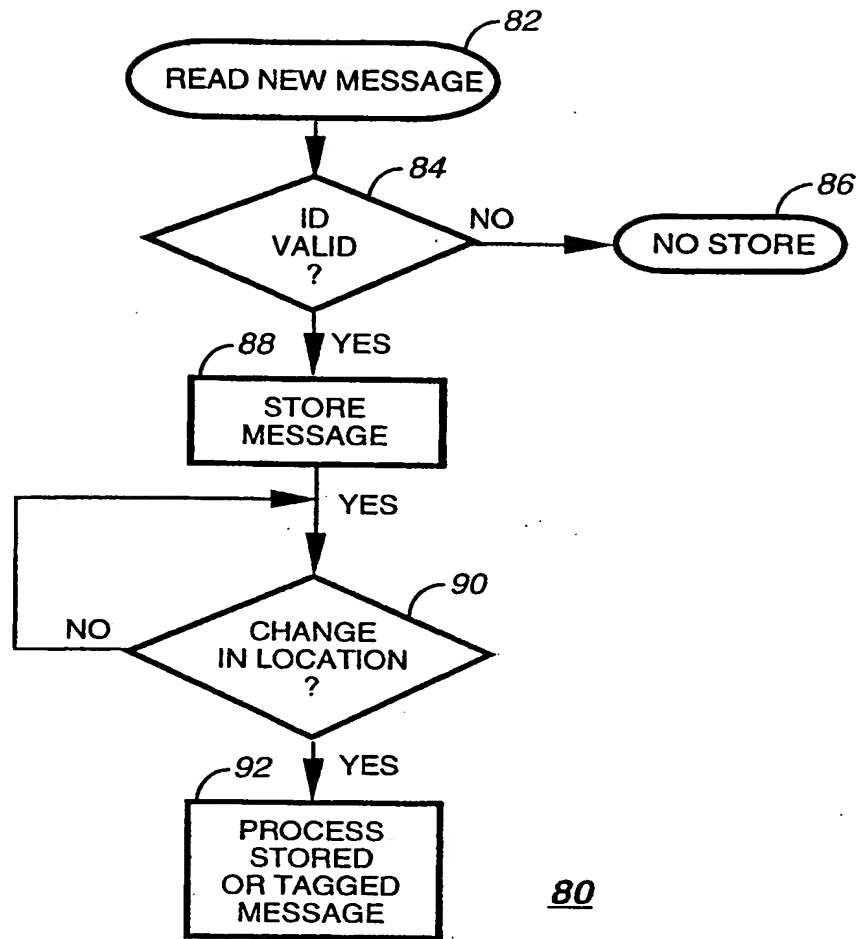 82
READ NEW MESSAGE
84
ID
VALID
?
NO
86
NO STORE
YES
88
STORE
MESSAGE
YES
90
NO
CHANGE
IN LOCATION
?
YES
92
PROCESS
STORED
OR TAGGED
MESSAGE
80